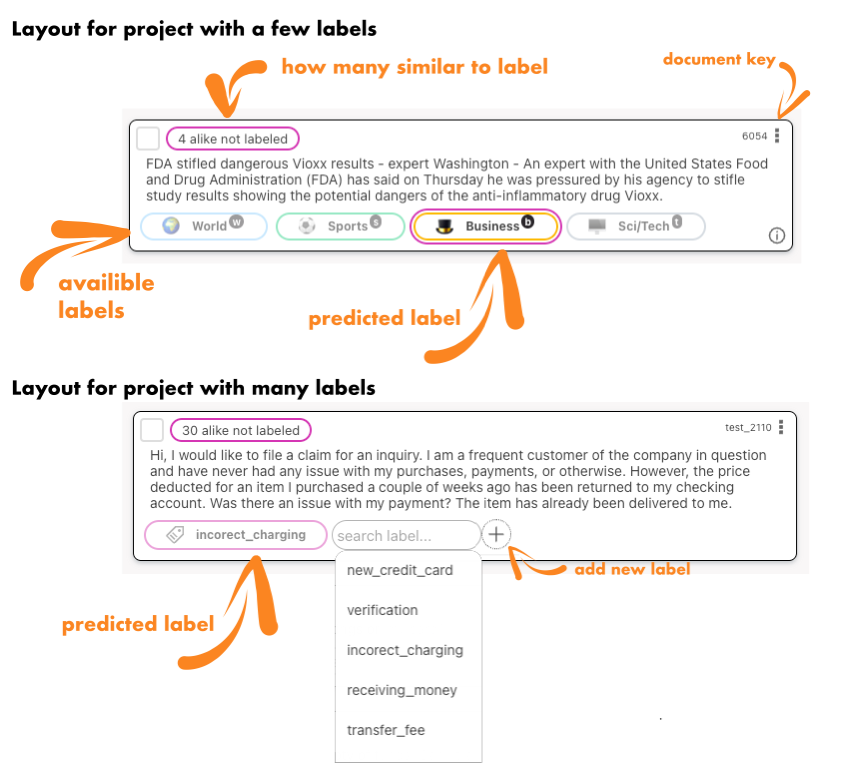 Layout for project with a few labels
how many similar to label
document key
4 alike not labeled
6054
FDA stifled dangerous Vioxx results - expert Washington - An expert with the United States Food
and Drug Administration (FDA) has said on Thursday he was pressured by his agency to stifle
study results showing the potential dangers of the anti-inflammatory drug Vioxx.
World w
Sports s
Business b
Sci/Tech t
availible
labels
predicted label
Layout for project with many labels
30 alike not labeled
test_2110
Hi, I would like to file a claim for an inquiry. I am a frequent customer of the company in question
and have never had any issue with my purchases, payments, or otherwise. However, the price
deducted for an item I purchased a couple of weeks ago has been returned to my checking
account. Was there an issue with my payment? The item has already been delivered to me.
incorect_charging
search label...
+
add new label
predicted label
new_credit_card
verification
incorect_charging
receiving_money
transfer_fee